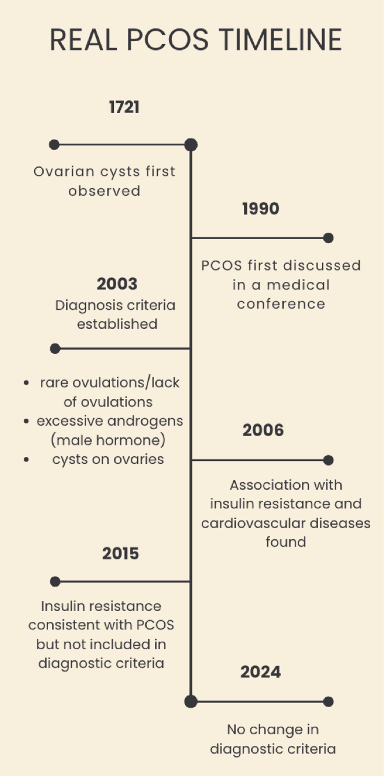 REAL PCOS TIMELINE
1721
Ovarian cysts first
observed
1990
PCOS first discussed
in a medical
conference
2003
Diagnosis criteria
established
• rare ovulations/lack
of ovulations
• excessive androgens
(male hormone)
• cysts on ovaries
2006
Association with
insulin resistance and
cardiovascular diseases
found
2015
Insulin resistance
consistent with PCOS
but not included in
diagnostic criteria
2024
No change in
diagnostic criteria